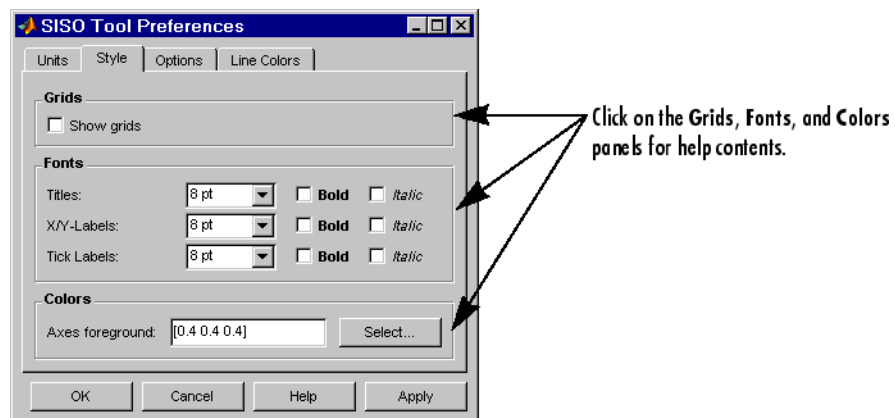 SISO Tool Preferences
Units Style Options Line Colors
Grids
Show grids
Fonts
Titles: 8 pt Bold Italic
X/Y-Labels: 8 pt Bold Italic
Tick Labels: 8 pt Bold Italic
Colors
Axes foreground: [0.4 0.4 0.4] Select...
OK Cancel Help Apply
Click on the Grids, Fonts, and Colors
panels for help contents.